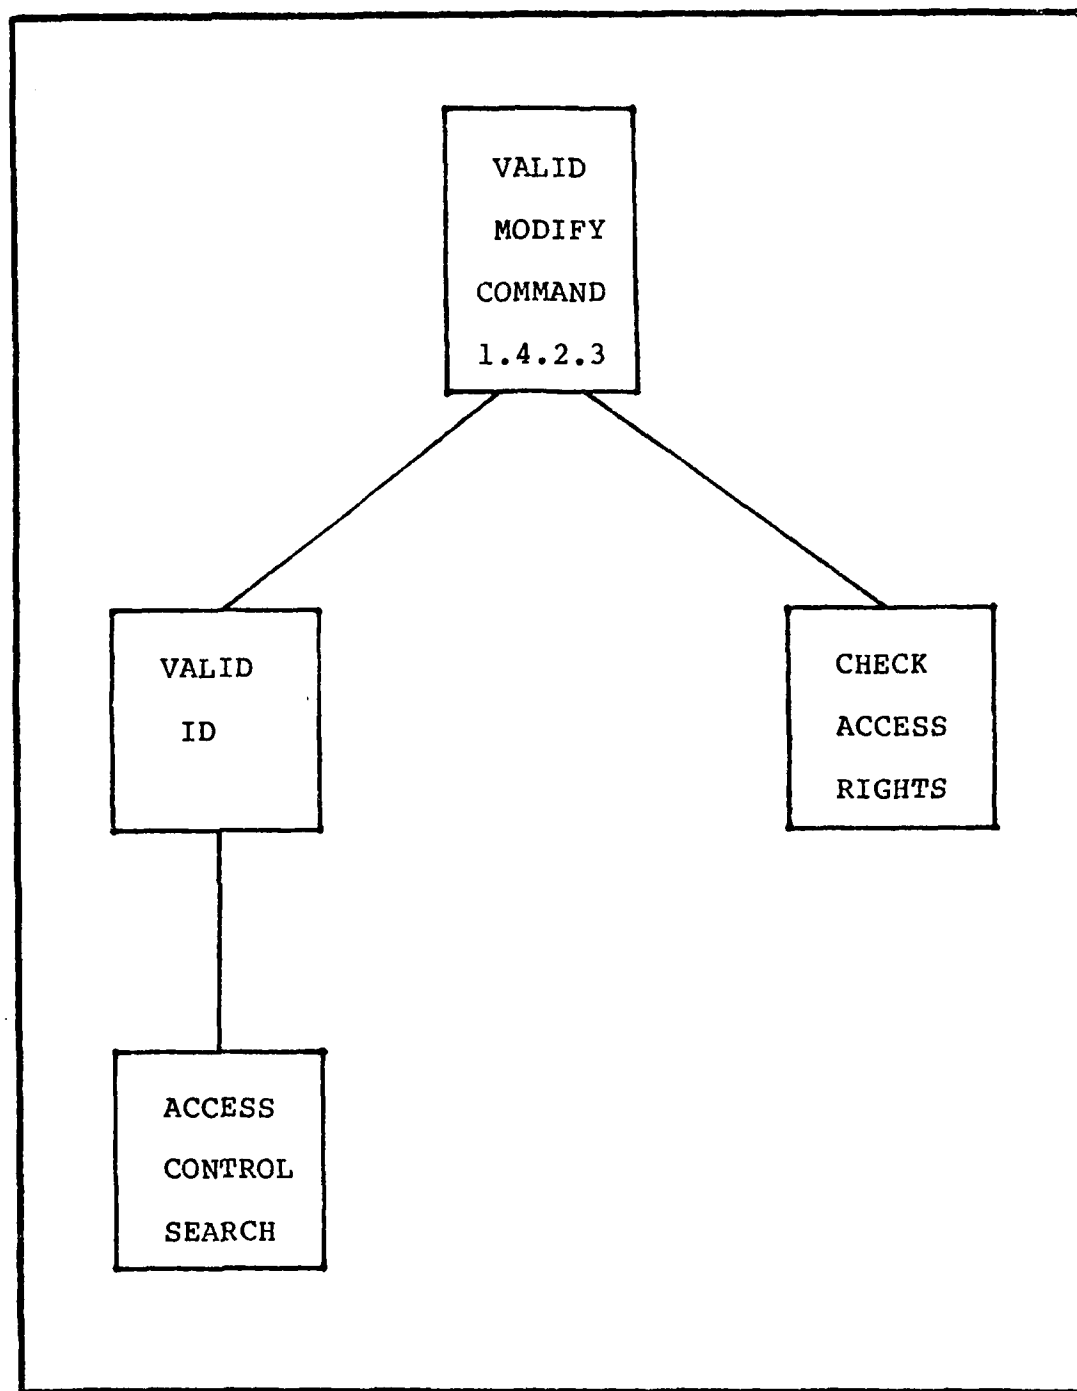 VALID
MODIFY
COMMAND
1.4.2.3
VALID
ID
CHECK
ACCESS
RIGHTS
ACCESS
CONTROL
SEARCH